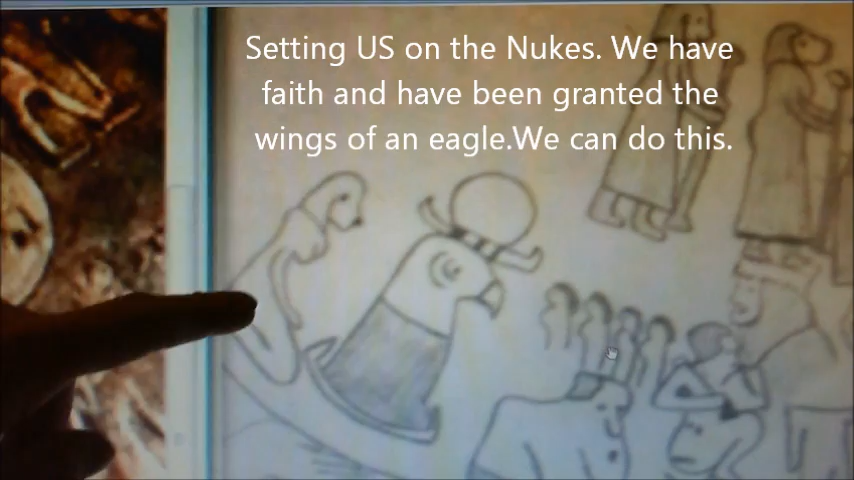 Setting US on the Nukes. We have
faith and have been granted the
wings of an eagle.We can do this.